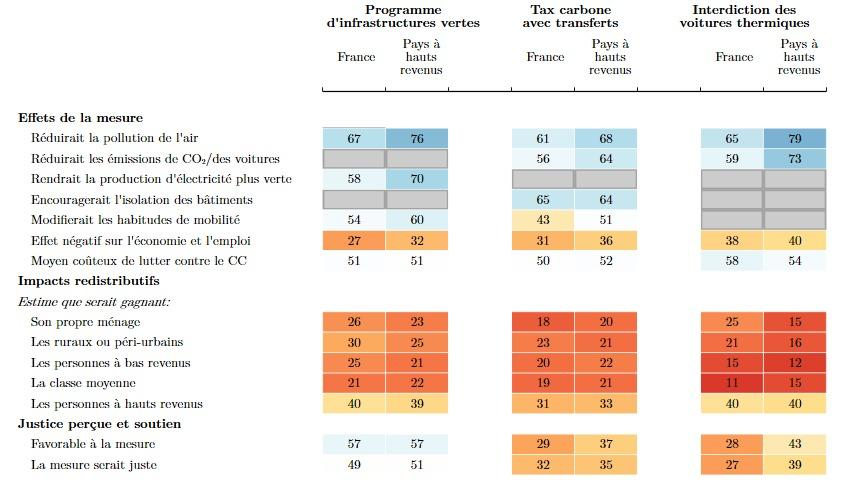 Programme d'infrastructures vertes
Tax carbone avec transferts
Interdiction des voitures thermiques
France Pays à hauts revenus France Pays à hauts revenus France Pays à hauts revenus
Effets de la mesure
Réduirait la pollution de l'air 67 76 61 68 65 79
Réduirait les émissions de CO₂/des voitures 56 64 59 73
Rendrait la production d'électricité plus verte 58 70
Encouragerait l'isolation des bâtiments 65 64
Modifierait les habitudes de mobilité 54 60 43 51
Effet négatif sur l'économie et l'emploi 27 32 31 36 38 40
Moyen coûteux de lutter contre le CC 51 51 50 52 58 54
Impacts redistributifs
Estime que serait gagnant:
Son propre ménage 26 23 18 20 25 15
Les ruraux ou péri-urbains 30 25 23 21 21 16
Les personnes à bas revenus 25 21 20 22 15 12
La classe moyenne 21 22 19 21 11 15
Les personnes à hauts revenus 40 39 31 33 40 40
Justice perçue et soutien
Favorable à la mesure 57 57 29 37 28 43
La mesure serait juste 49 51 32 35 27 39